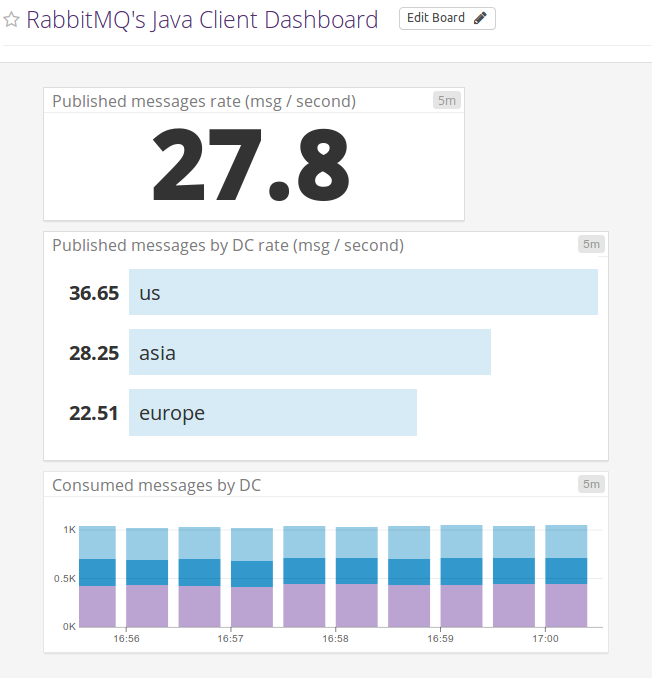 RabbitMQ's Java Client Dashboard Edit Board
Published messages rate (msg / second) 5m
27.8
Published messages by DC rate (msg / second) 5m
36.65 us
28.25 asia
22.51 europe
Consumed messages by DC 5m
1K
0.5K
0K
16:56 16:57 16:58 16:59 17:00